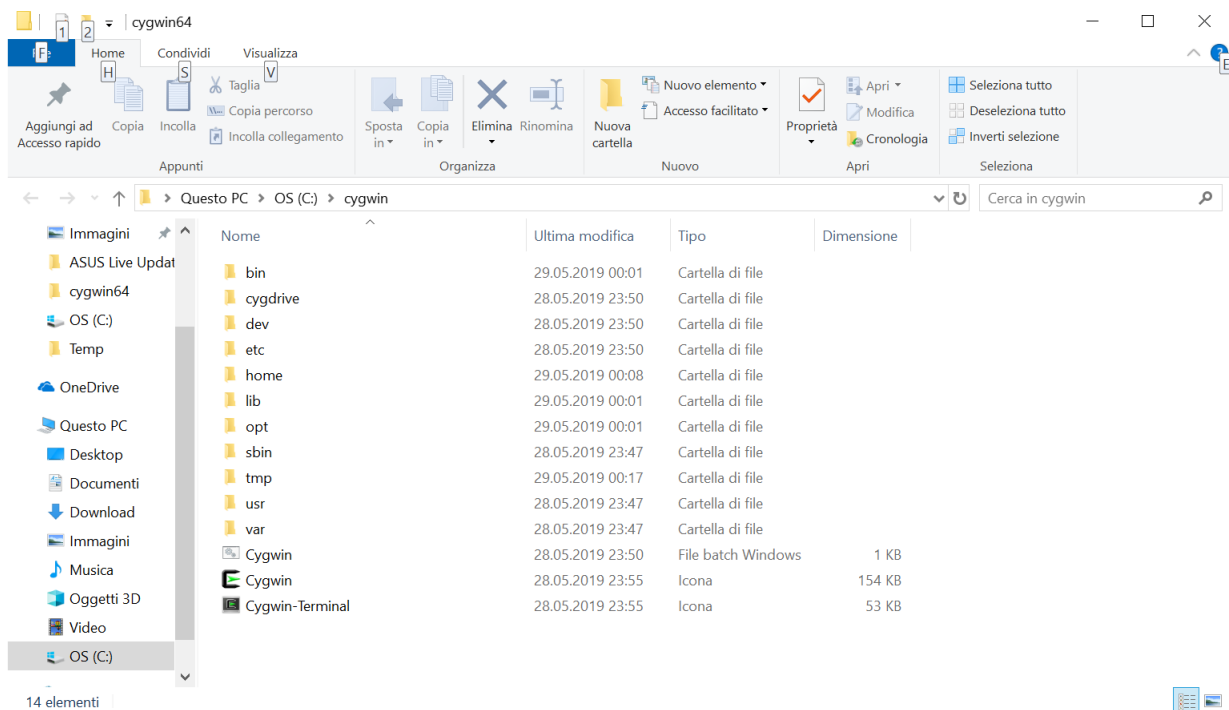 cygwin64
1 2
F Home Condividi Visualizza
H S V E
Aggiungi ad
Accesso rapido
Copia
Incolla
Taglia
Copia percorso
Incolla collegamento
Appunti
Sposta
in
Copia
in
Elimina
Rinomina
Organizza
Nuova
cartella
Nuovo elemento
Accesso facilitato
Nuovo
Proprietà
Apri
Modifica
Cronologia
Apri
Seleziona tutto
Deseleziona tutto
Inverti selezione
Seleziona
Questo PC > OS (C:) > cygwin
Cerca in cygwin
Immagini
ASUS Live Updat
cygwin64
OS (C:)
Temp
OneDrive
Questo PC
Desktop
Documenti
Download
Immagini
Musica
Oggetti 3D
Video
OS (C:)
Nome Ultima modifica Tipo Dimensione
bin 29.05.2019 00:01 Cartella di file
cygdrive 28.05.2019 23:50 Cartella di file
dev 28.05.2019 23:50 Cartella di file
etc 28.05.2019 23:50 Cartella di file
home 29.05.2019 00:08 Cartella di file
lib 29.05.2019 00:01 Cartella di file
opt 29.05.2019 00:01 Cartella di file
sbin 28.05.2019 23:47 Cartella di file
tmp 29.05.2019 00:17 Cartella di file
usr 28.05.2019 23:47 Cartella di file
var 28.05.2019 23:47 Cartella di file
Cygwin 28.05.2019 23:50 File batch Windows 1 KB
Cygwin 28.05.2019 23:55 Icona 154 KB
Cygwin-Terminal 28.05.2019 23:55 Icona 53 KB
14 elementi